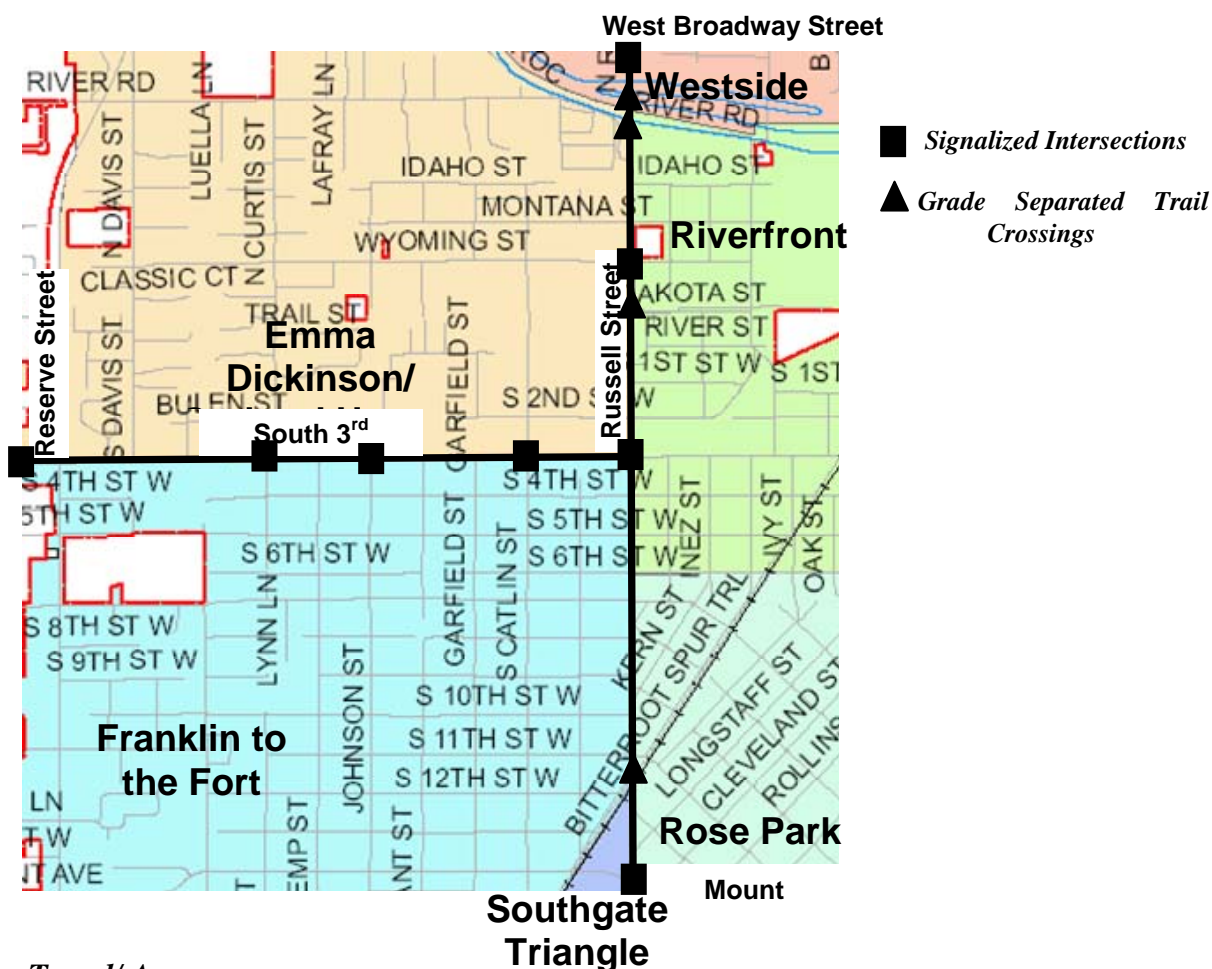 West Broadway Street
Westside
RIVER RD
RIVER RD
LUELLA LN
LAFRAY LN
N DAVIS ST
N CURTIS ST
IDAHO ST
IDAHO ST
MONTANA ST
WYOMING ST
Riverfront
CLASSIC CT
TRAIL ST
AKOTA ST
RIVER ST
1ST ST W
S 1ST
Reserve Street
Russell Street
Emma
Dickinson/
S DAVIS ST
BULEN ST
GARFIELD ST
S 2ND S W
South 3rd
S 4TH ST W
S 4TH ST W
5TH ST W
S 5TH ST W
S 6TH ST W
S 6TH ST W
INEZ ST
IVY ST
OAK ST
GARFIELD ST
S CATLIN ST
LYNN LN
S 8TH ST W
S 9TH ST W
JOHNSON ST
S 10TH ST W
S 11TH ST W
S 12TH ST W
KERN ST
BITTERROOT SPUR TRL
LONGSTAFF ST
CLEVELAND ST
ROLLINS
Franklin to
the Fort
LN
T W
NT AVE
EMP ST
ANT ST
Rose Park
Mount
Southgate
Triangle
Signalized Intersections
Grade Separated Trail
Crossings